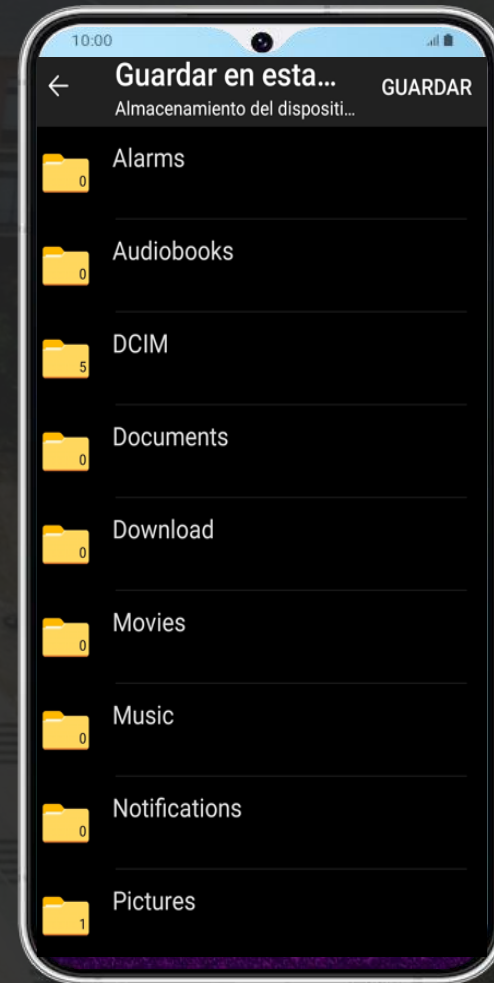 10:00
Guardar en esta...
GUARDAR
Almacenamiento del dispositi...
Alarms
0
Audiobooks
0
DCIM
5
Documents
0
Download
0
Movies
0
Music
0
Notifications
0
Pictures
1